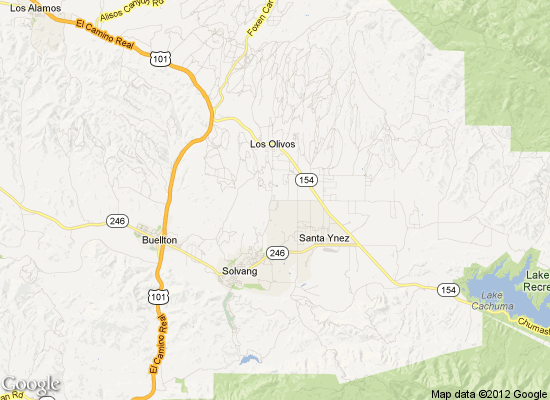 Los Alamos
Alisos Canyon Rd
Foxen Can
El Camino Real
101
Los Olivos
154
246
Buellton
Santa Ynez
246
Solvang
101
El Camino Real
154
Lake
Recre
Lake
Cachuma
Chumash
Google
an Rd
Map data ©2012 Google